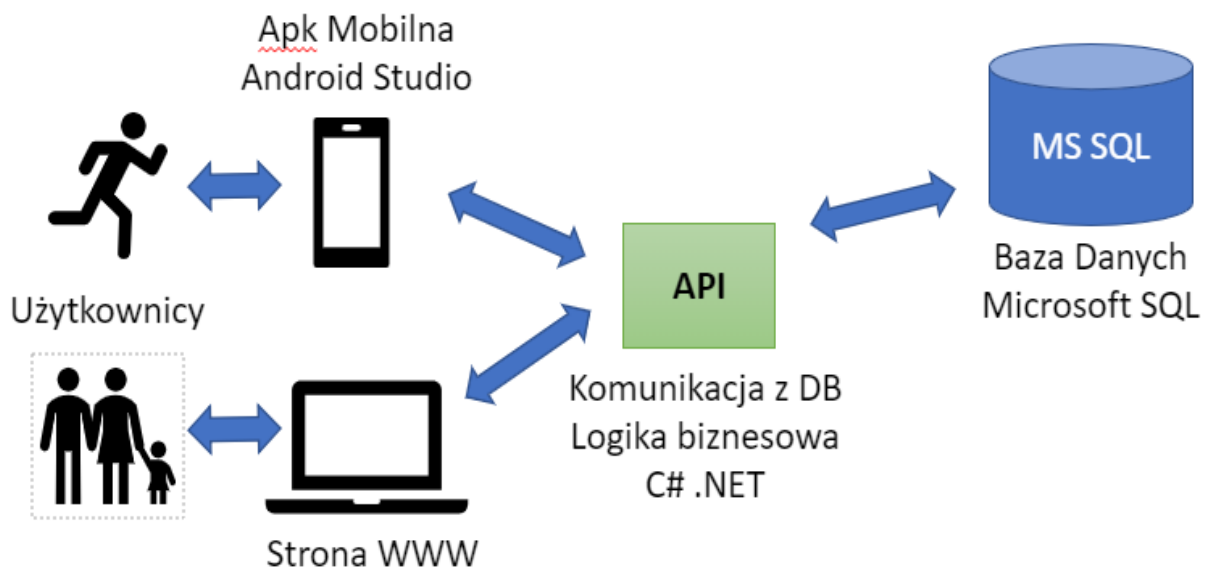 Apk Mobilna
Android Studio
Użytkownicy
Strona WWW
API
Komunikacja z DB
Logika biznesowa
C# .NET
MS SQL
Baza Danych
Microsoft SQL